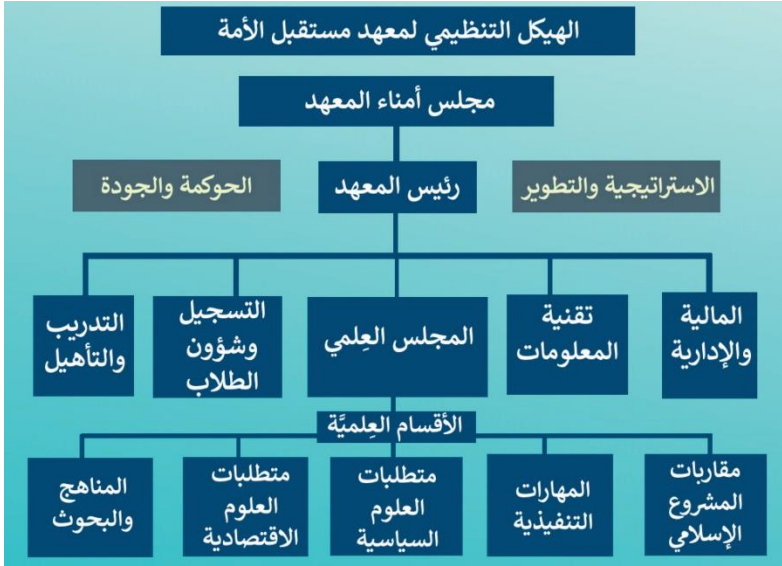 الهيكل التنظيمي لمعهد مستقبل الأمة
مجلس أمناء المعهد
الاستراتيجية والتطوير
رئيس المعهد
الحوكمة والجودة
المالية
والإدارية
تقنية
المعلومات
المجلس العِلمي
التسجيل
وشؤون
الطلاب
التدريب
والتأهيل
الأقسام العِلميَّة
مقاربات
المشروع
الإسلامي
المهارات
التنفيذية
متطلبات
العلوم
السياسية
متطلبات
العلوم
الاقتصادية
المناهج
والبحوث